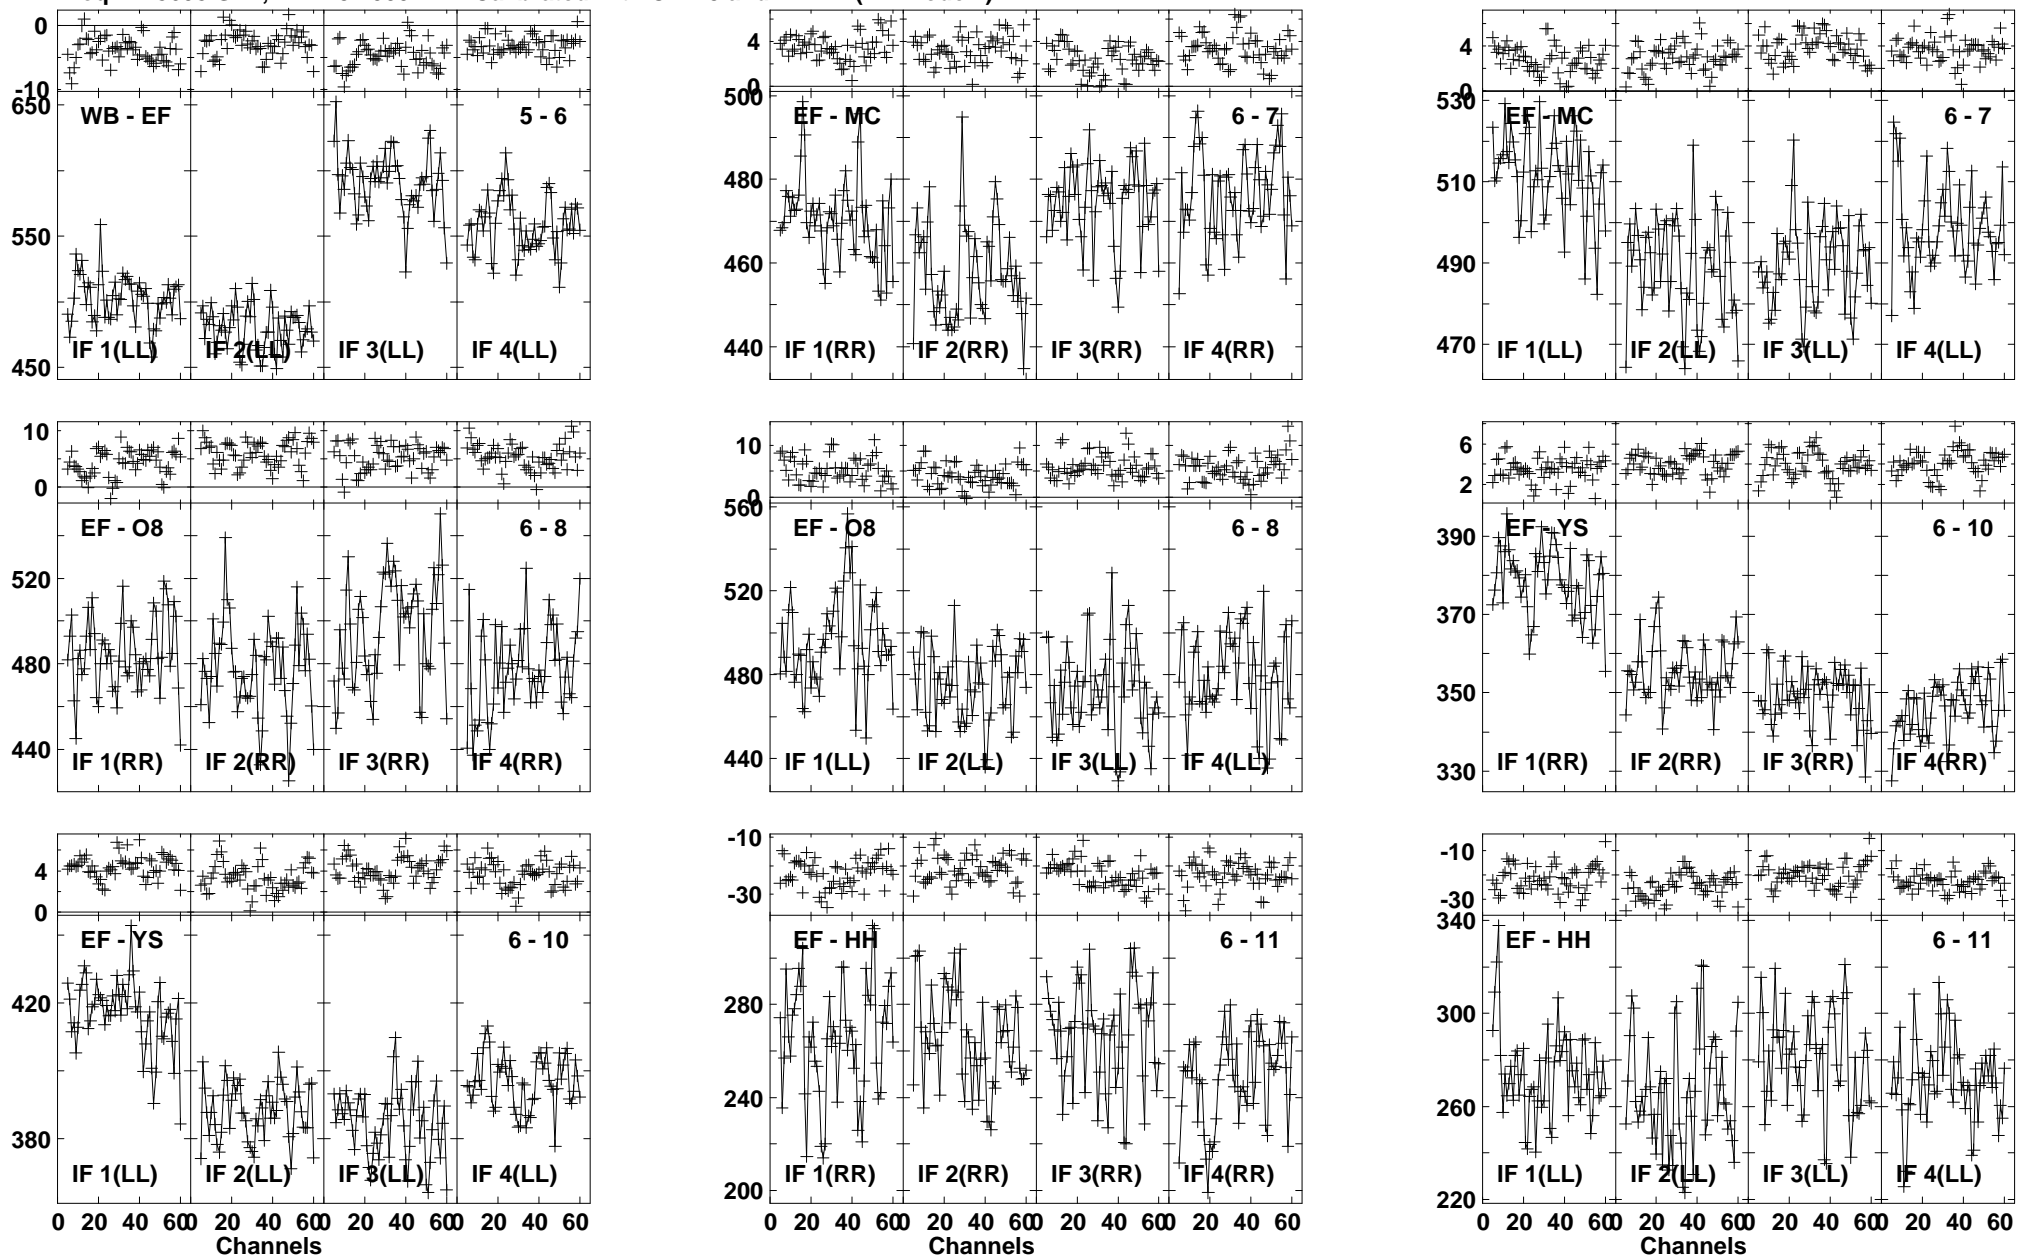 0
-10
650
550
450
WB - EF
5 - 6
IF 1(LL)
IF 2(LL)
IF 3(LL)
IF 4(LL)
4
0
500
480
460
440
EF - MC
6 - 7
IF 1(RR)
IF 2(RR)
IF 3(RR)
IF 4(RR)
4
0
530
510
490
470
EF - MC
6 - 7
IF 1(LL)
IF 2(LL)
IF 3(LL)
IF 4(LL)
10
0
520
480
440
EF - O8
6 - 8
IF 1(RR)
IF 2(RR)
IF 3(RR)
IF 4(RR)
10
0
560
520
480
440
EF - O8
6 - 8
IF 1(LL)
IF 2(LL)
IF 3(LL)
IF 4(LL)
6
2
390
370
350
330
EF - YS
6 - 10
IF 1(RR)
IF 2(RR)
IF 3(RR)
IF 4(RR)
4
0
420
380
EF - YS
6 - 10
IF 1(LL)
IF 2(LL)
IF 3(LL)
IF 4(LL)
0 20 40 60 0 20 40 60 0 20 40 60 0 20 40 60
Channels
-10
-30
280
240
200
EF - HH
6 - 11
IF 1(RR)
IF 2(RR)
IF 3(RR)
IF 4(RR)
0 20 40 60 0 20 40 60 0 20 40 60 0 20 40 60
Channels
-10
-30
340
300
260
220
EF - HH
6 - 11
IF 1(LL)
IF 2(LL)
IF 3(LL)
IF 4(LL)
0 20 40 60 0 20 40 60 0 20 40 60 0 20 40 60
Channels